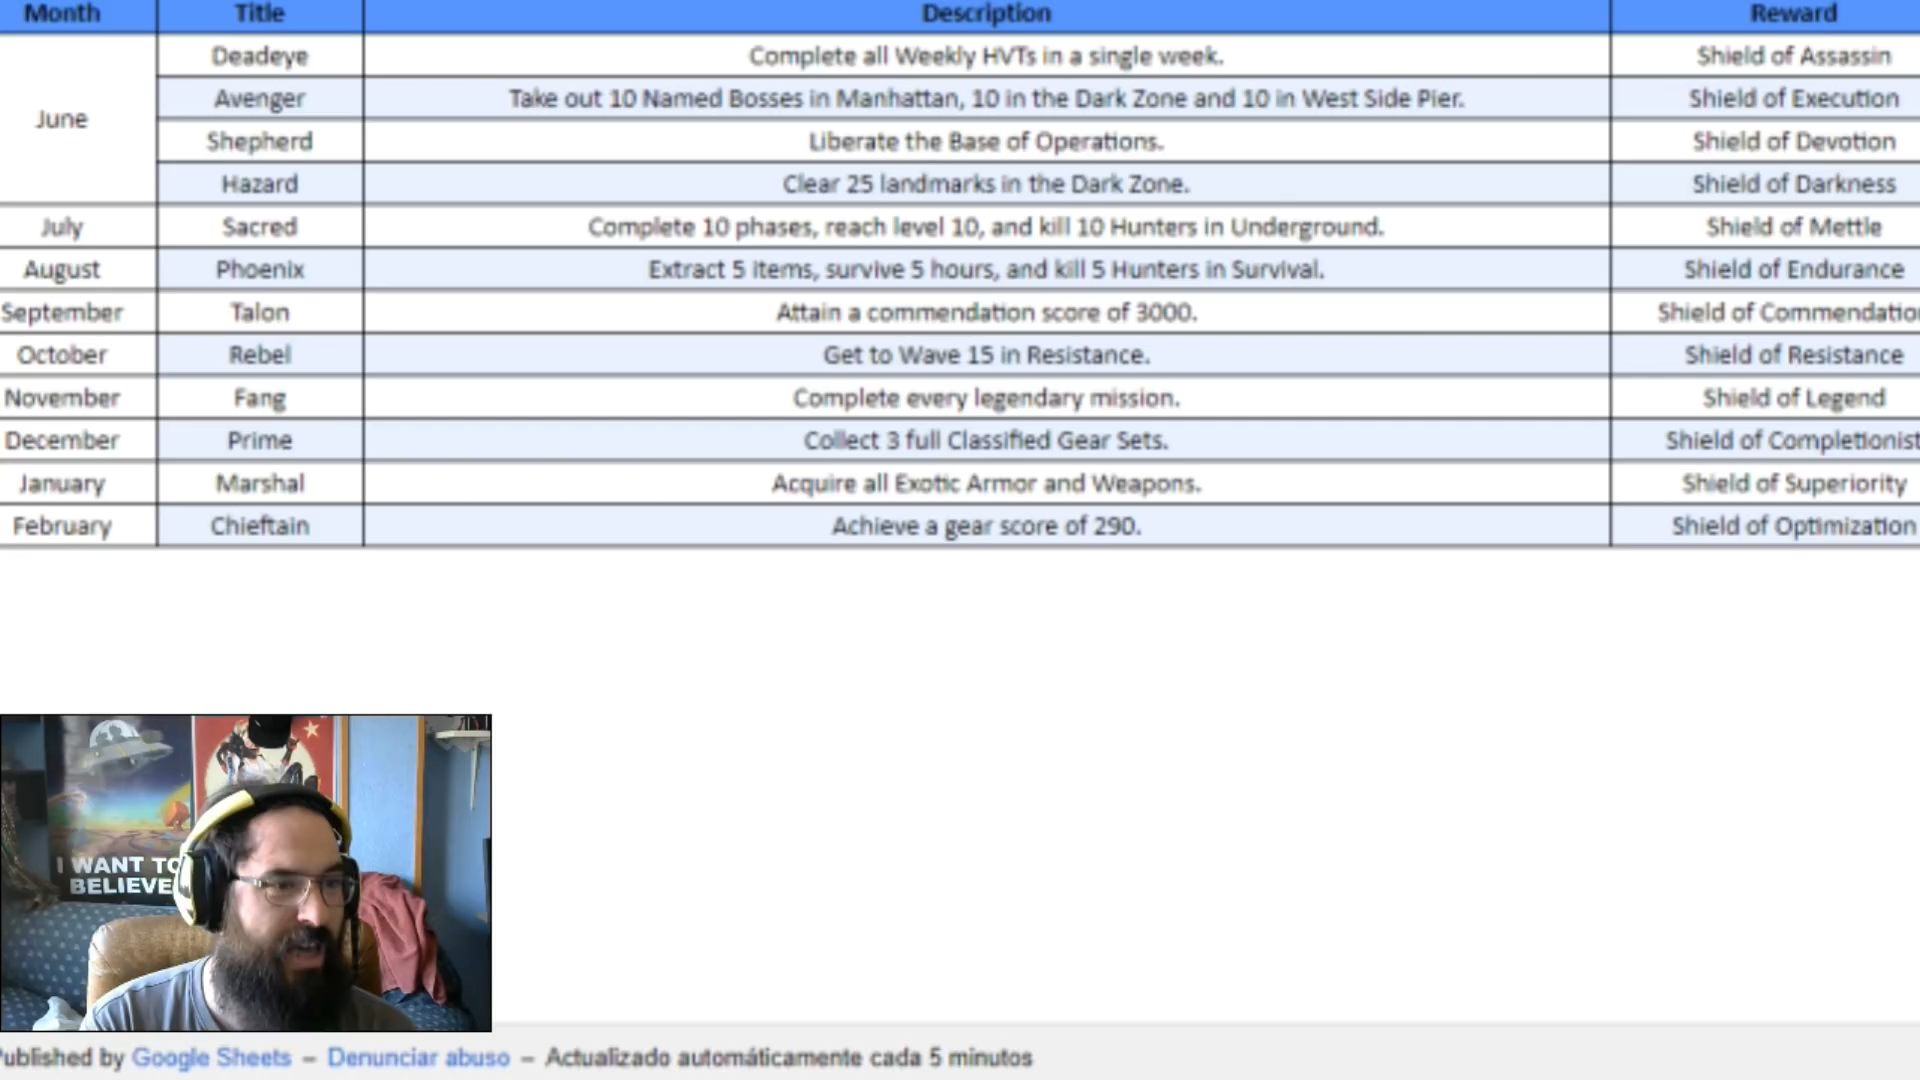 Month Title Description Reward
June
Deadeye Complete all Weekly HVTs in a single week. Shield of Assassin
Avenger Take out 10 Named Bosses in Manhattan, 10 in the Dark Zone and 10 in West Side Pier. Shield of Execution
Shepherd Liberate the Base of Operations. Shield of Devotion
Hazard Clear 25 landmarks in the Dark Zone. Shield of Darkness
July Sacred Complete 10 phases, reach level 10, and kill 10 Hunters in Underground. Shield of Mettle
August Phoenix Extract 5 items, survive 5 hours, and kill 5 Hunters in Survival. Shield of Endurance
September Talon Attain a commendation score of 3000. Shield of Commendatio
October Rebel Get to Wave 15 in Resistance. Shield of Resistance
November Fang Complete every legendary mission. Shield of Legend
December Prime Collect 3 full Classified Gear Sets. Shield of Completionist
January Marshal Acquire all Exotic Armor and Weapons. Shield of Superiority
February Chieftain Achieve a gear score of 290. Shield of Optimization
I WANT TO
BELIEVE
ublished by Google Sheets – Denunciar abuso – Actualizado automáticamente cada 5 minutos